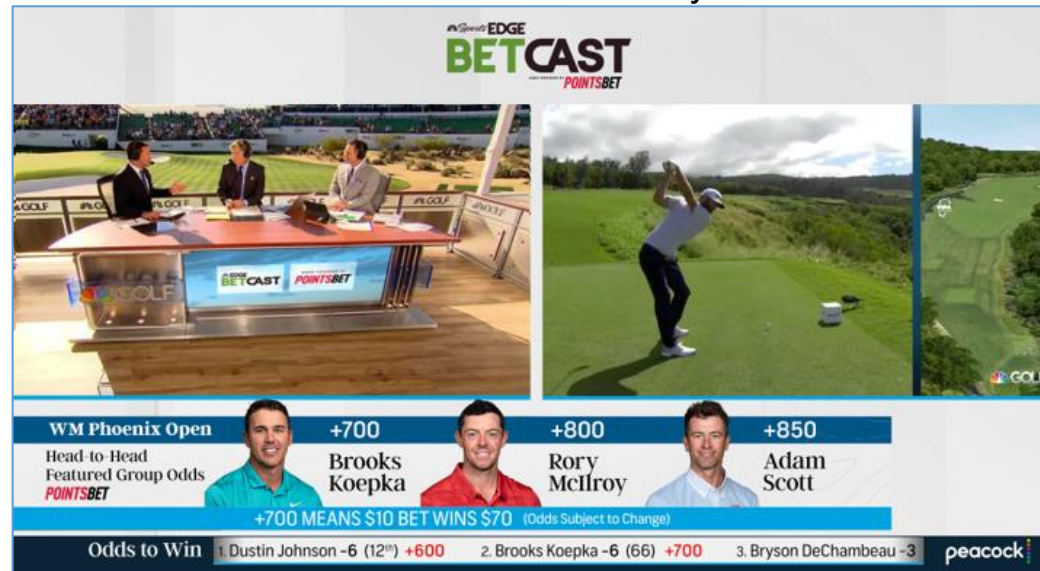 Sports EDGE
BETCAST
POINTSBET
GOLF
GOLF
GOLF
EDGE
BETCAST
POINTSBET
GOLF
GOL
WM Phoenix Open
+700
+800
+850
Head-to-Head
Featured Group Odds
POINTSBET
Brooks
Koepka
Rory
McIlroy
Adam
Scott
+700 MEANS $10 BET WINS $70 (Odds Subject to Change)
Odds to Win 1. Dustin Johnson -6 (12th) +600 2. Brooks Koepka -6 (66) +700 3. Bryson DeChambeau -3 peacock